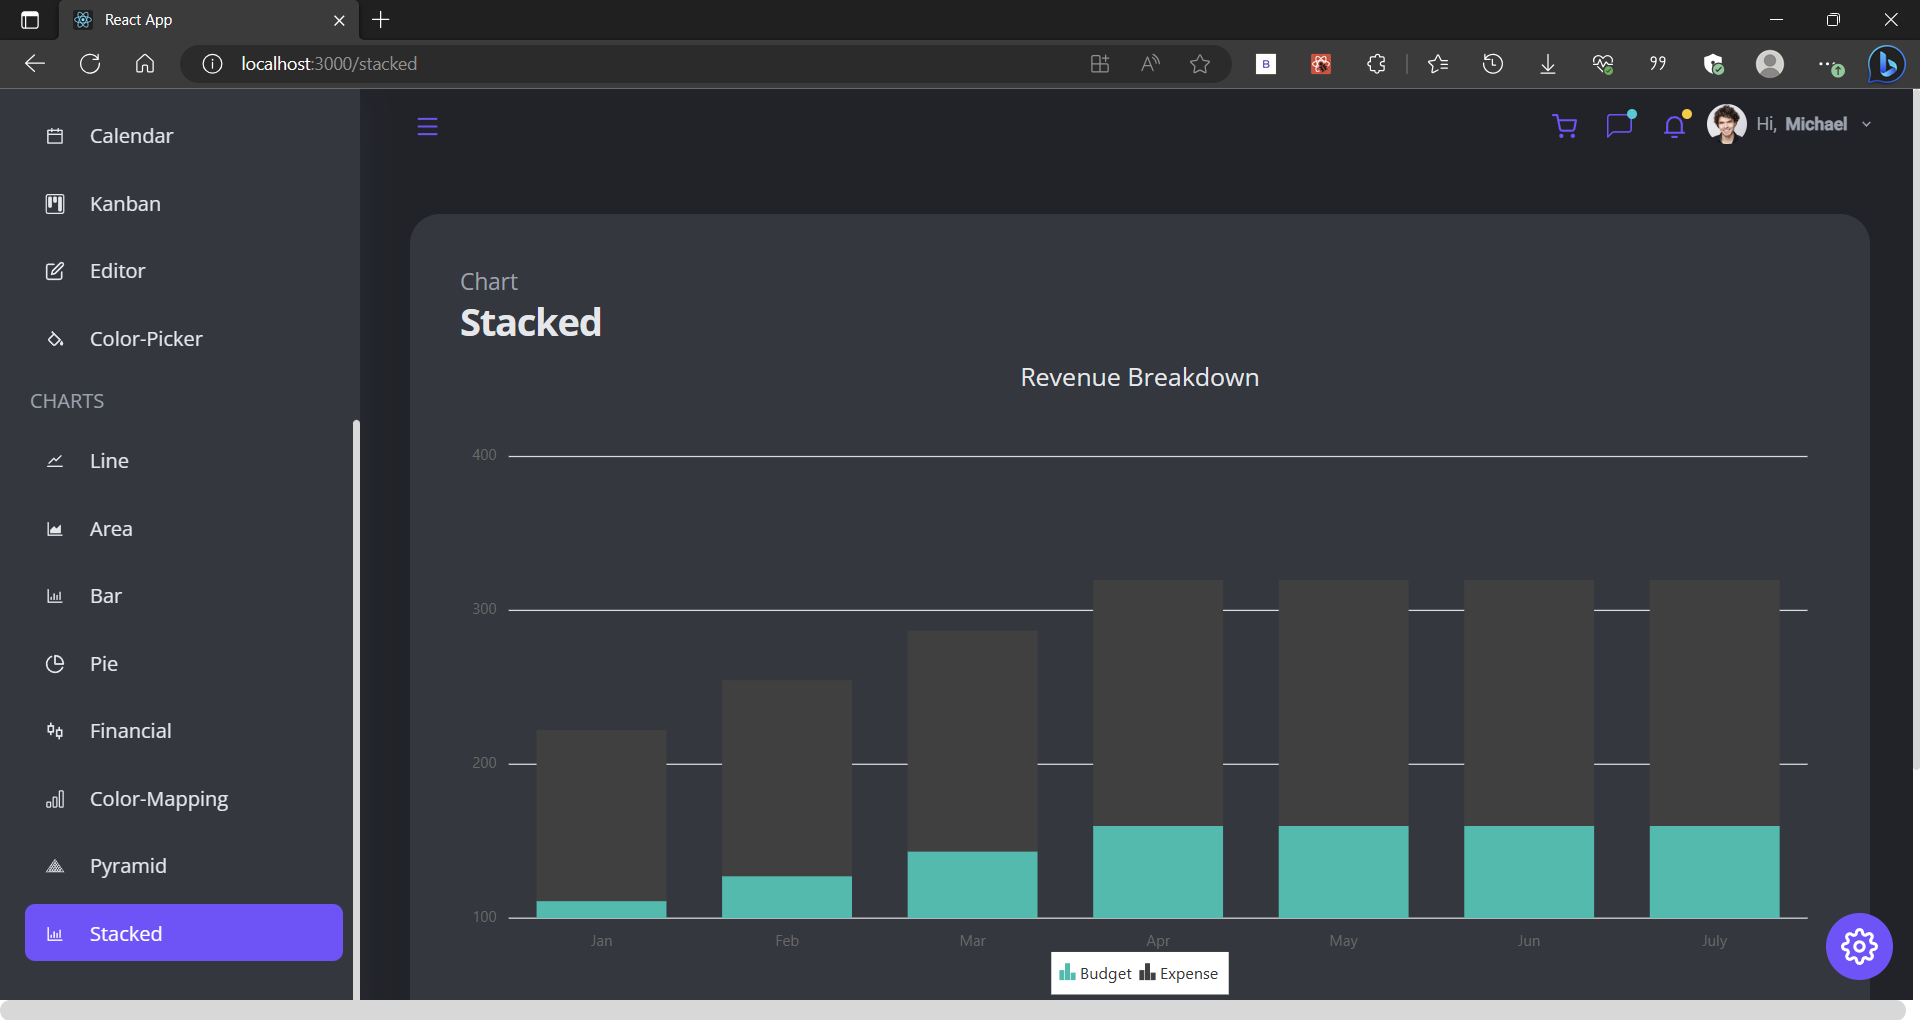 React App
localhost:3000/stacked
B
Calendar
Kanban
Editor
Color-Picker
CHARTS
Line
Area
Bar
Pie
Financial
Color-Mapping
Pyramid
Stacked
Hi, Michael
Chart
Stacked
Revenue Breakdown
400
300
200
100
Jan Feb Mar Apr May Jun July
Budget Expense